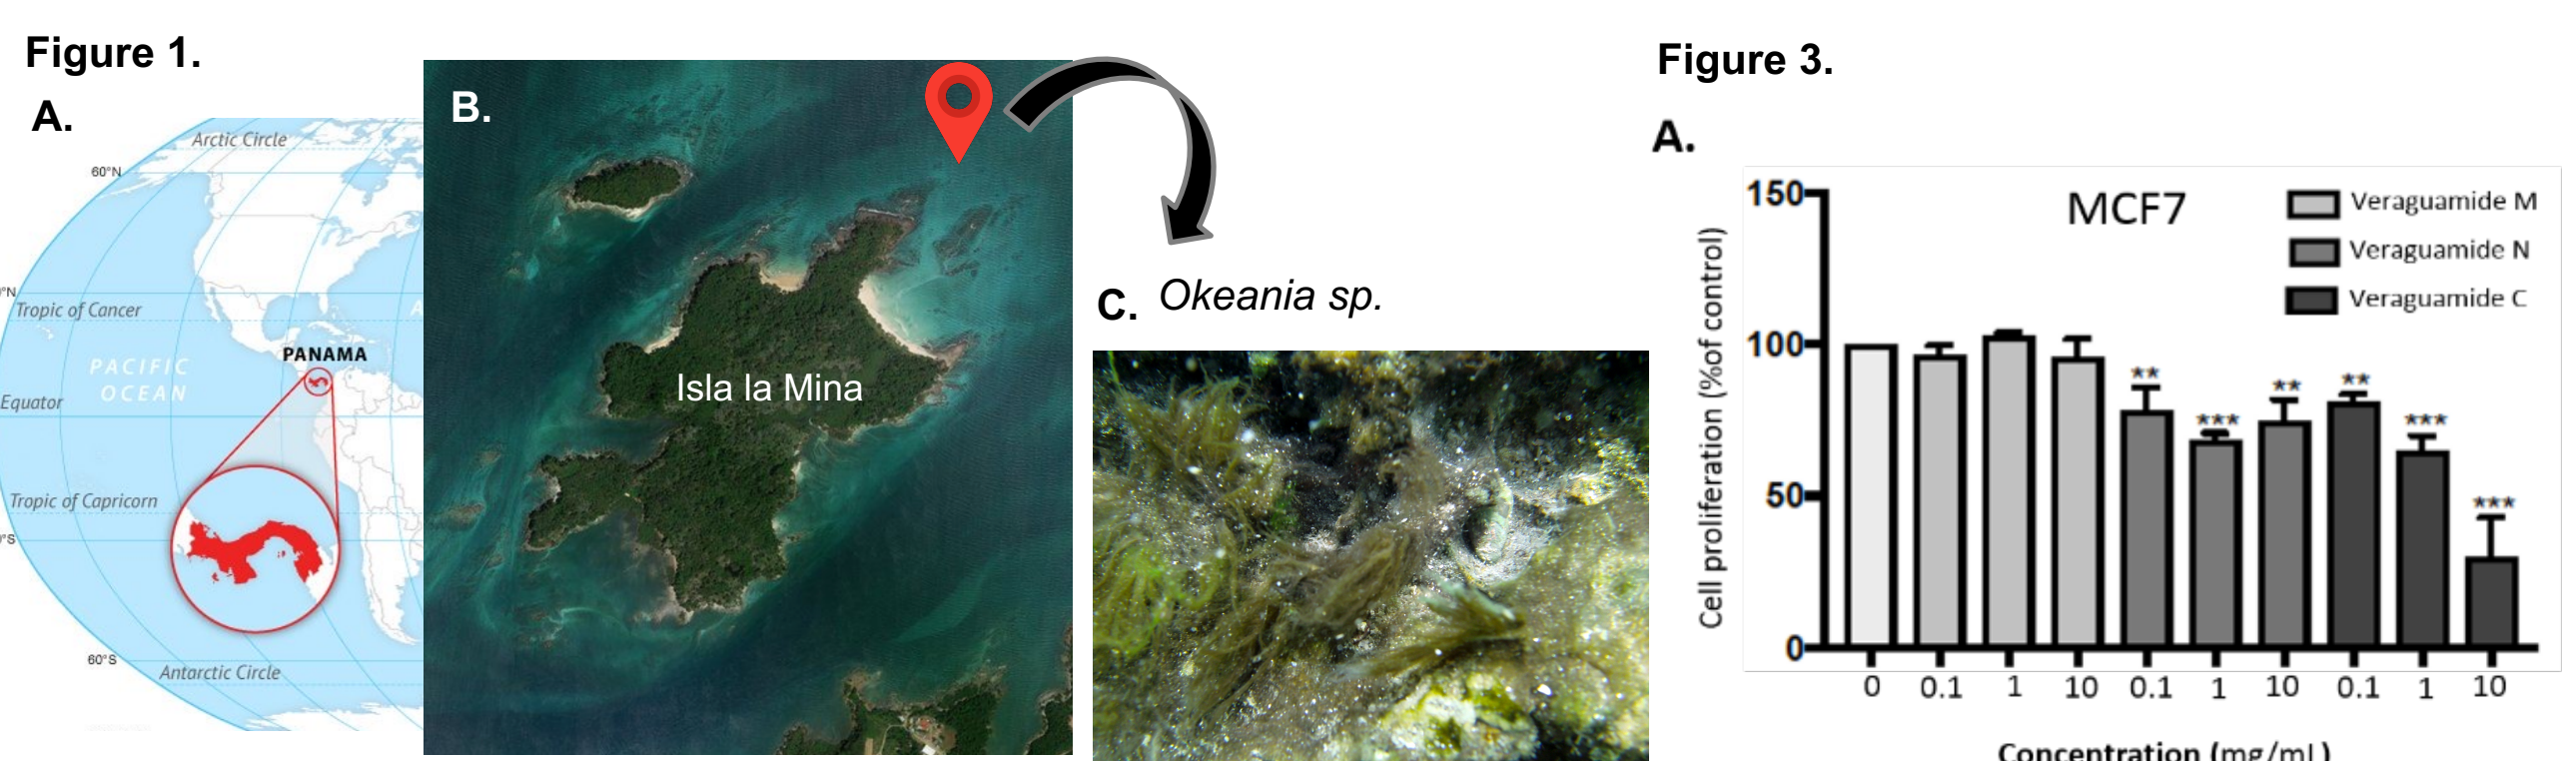 Figure 1.
A.
Arctic Circle
60°N
°N
Tropic of Cancer
PACIFIC
OCEAN
PANAMA
Equator
Tropic of Capricorn
°S
60°S
Antarctic Circle
A
B.
Isla la Mina
C. Okeania sp.
Figure 3.
A.
MCF7
Veraguamide M
Veraguamide N
Veraguamide C
Cell proliferation (%of control)
150
100
50
0
** *** ** ** *** ***
0 0.1 1 10 0.1 1 10 0.1 1 10
Concentration (mg/mL)